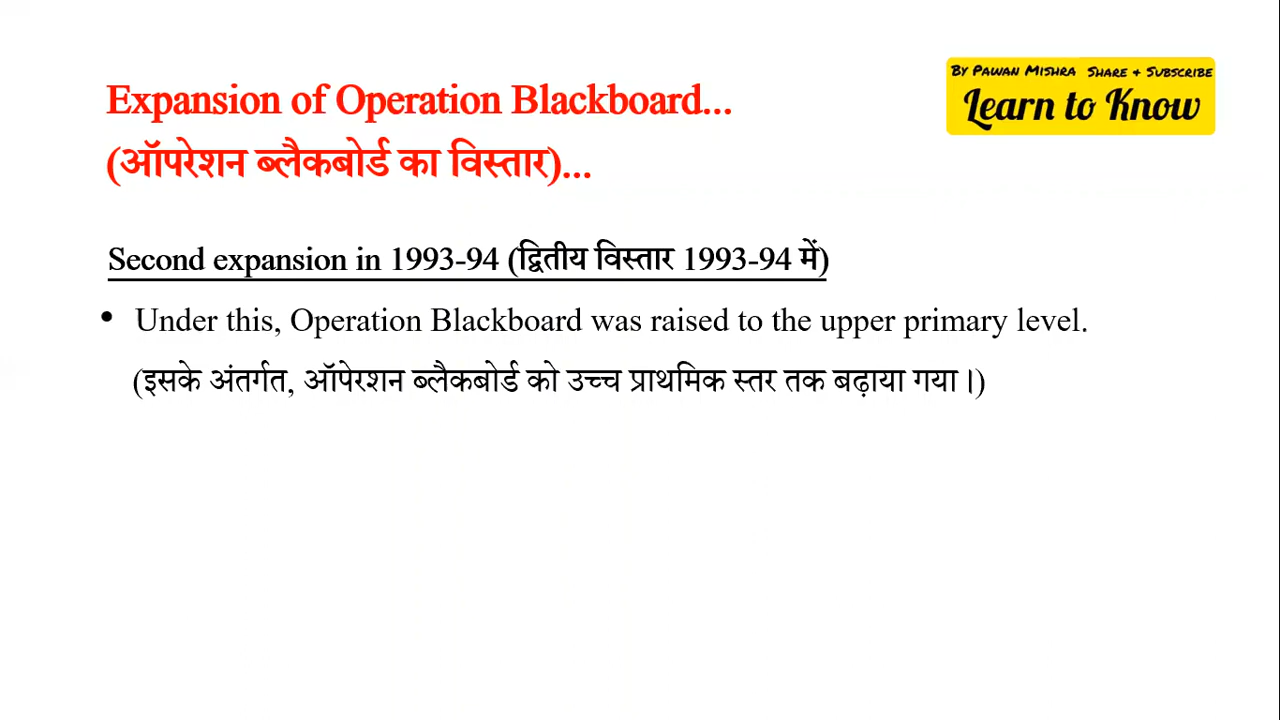 By Pawan Mishra Share & Subscribe
Learn to Know
Expansion of Operation Blackboard...
(ऑपरेशन ब्लैकबोर्ड का विस्तार)...
Second expansion in 1993-94 (द्वितीय विस्तार 1993-94 में)
• Under this, Operation Blackboard was raised to the upper primary level.
(इसके अंतर्गत, ऑपेरशन ब्लैकबोर्ड को उच्च प्राथमिक स्तर तक बढ़ाया गया।)